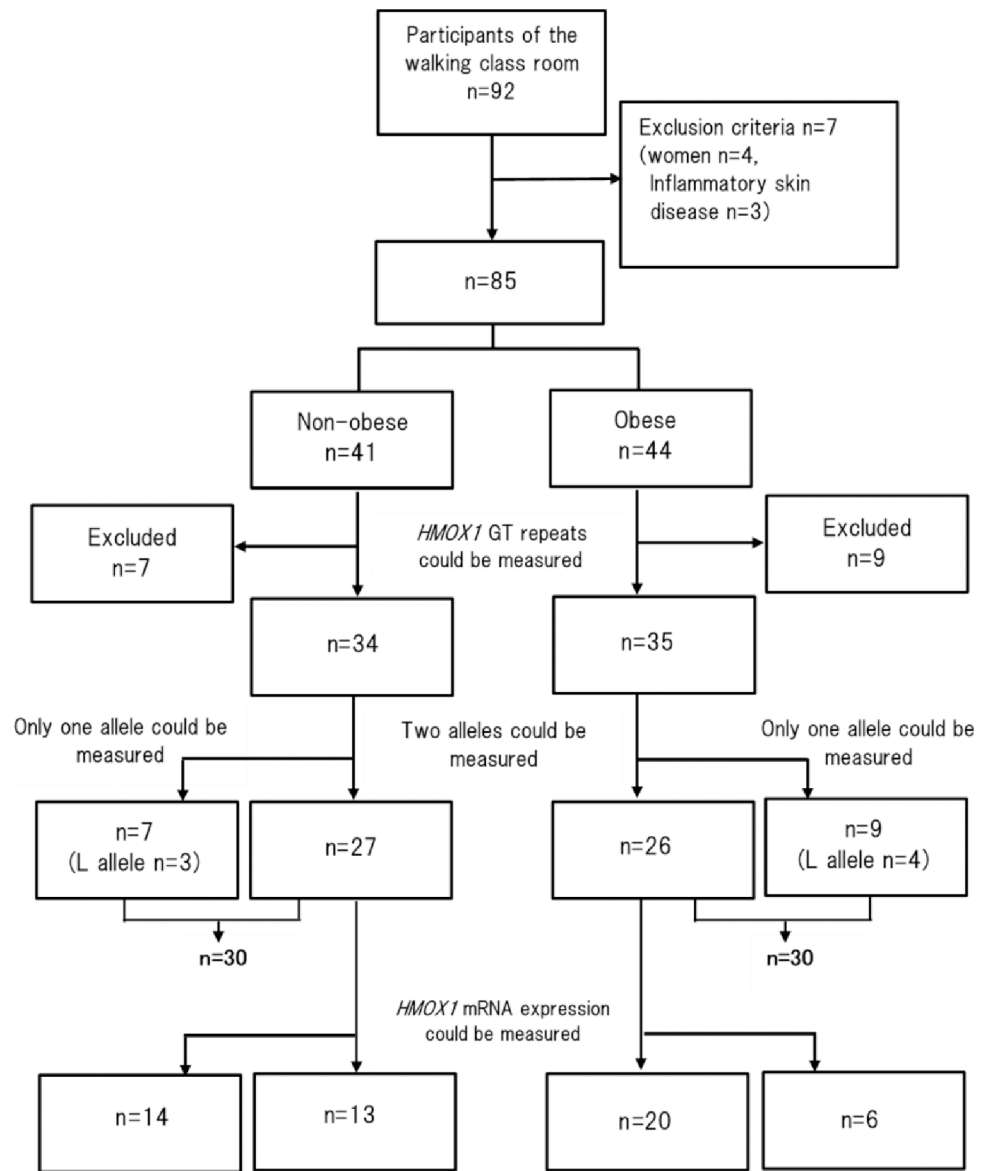 Participants of the
walking class room
n=92
Exclusion criteria n=7
(women n=4,
Inflammatory skin
disease n=3)
n=85
Non-obese
n=41
Obese
n=44
Excluded
n=7
HMOX1 GT repeats
could be measured
Excluded
n=9
n=34
n=35
Only one allele could be
measured
Two alleles could be
measured
Only one allele could be
measured
n=7
(L allele n=3)
n=27
n=26
n=9
(L allele n=4)
n=30
n=30
HMOX1 mRNA expression
could be measured
n=14
n=13
n=20
n=6